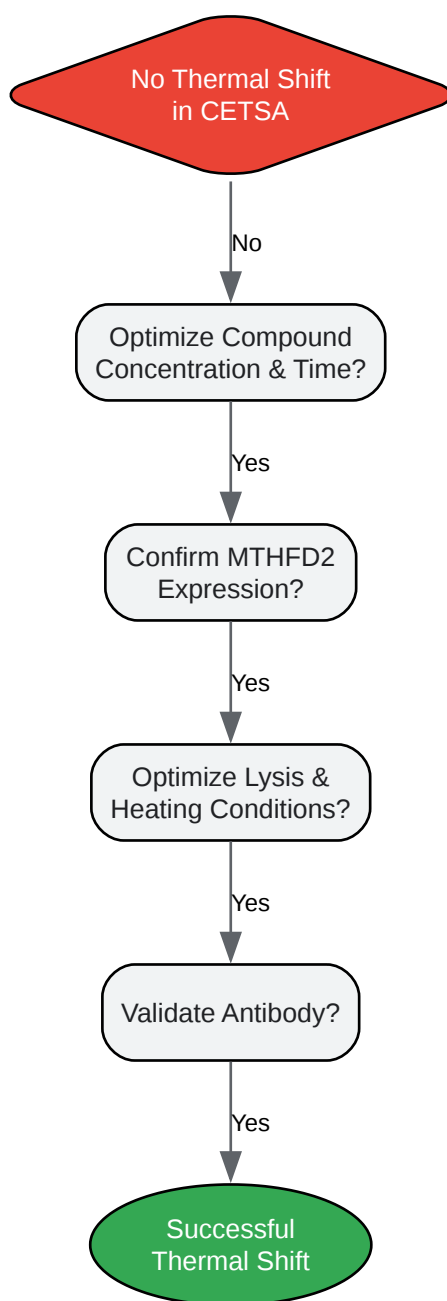 No Thermal Shift
in CETSA
No
Optimize Compound
Concentration & Time?
Yes
Confirm MTHFD2
Expression?
Yes
Optimize Lysis &
Heating Conditions?
Yes
Validate Antibody?
Yes
Successful
Thermal Shift